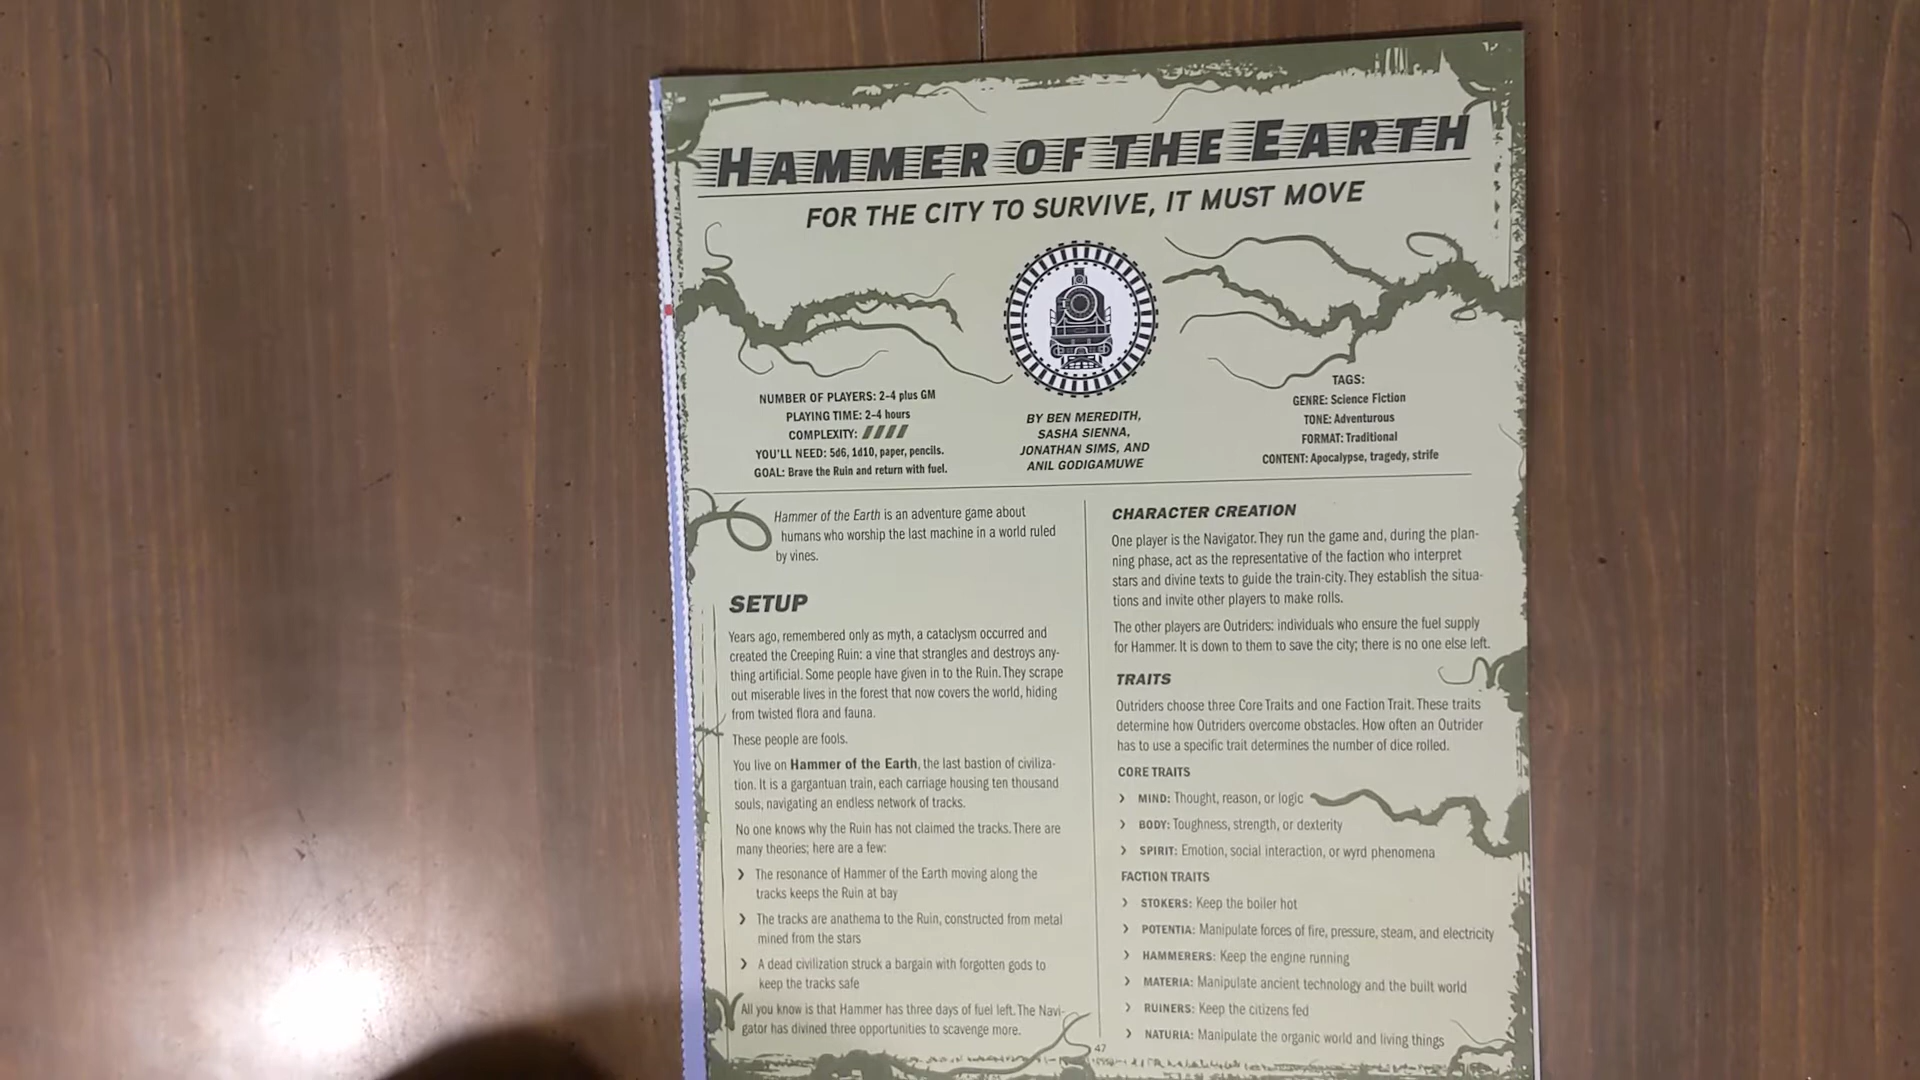 HAMMER OF THE EARTH
FOR THE CITY TO SURVIVE, IT MUST MOVE
NUMBER OF PLAYERS: 2–4 plus GM
PLAYING TIME: 2–4 hours
COMPLEXITY:
YOU'LL NEED: 5d6, 1d10, paper, pencils.
GOAL: Brave the Ruin and return with fuel.
BY BEN MEREDITH,
SASHA SIENNA,
JONATHAN SIMS, AND
ANIL GODIGAMUWE
TAGS:
GENRE: Science Fiction
TONE: Adventurous
FORMAT: Traditional
CONTENT: Apocalypse, tragedy, strife
Hammer of the Earth is an adventure game about
humans who worship the last machine in a world ruled
by vines.
SETUP
Years ago, remembered only as myth, a cataclysm occurred and
created the Creeping Ruin: a vine that strangles and destroys any-
thing artificial. Some people have given in to the Ruin. They scrape
out miserable lives in the forest that now covers the world, hiding
from twisted flora and fauna.
These people are fools.
You live on Hammer of the Earth, the last bastion of civiliza-
tion. It is a gargantuan train, each carriage housing ten thousand
souls, navigating an endless network of tracks.
No one knows why the Ruin has not claimed the tracks. There are
many theories; here are a few:
› The resonance of Hammer of the Earth moving along the
tracks keeps the Ruin at bay
› The tracks are anathema to the Ruin, constructed from metal
mined from the stars
› A dead civilization struck a bargain with forgotten gods to
keep the tracks safe
All you know is that Hammer has three days of fuel left. The Navi-
gator has divined three opportunities to scavenge more.
CHARACTER CREATION
One player is the Navigator. They run the game and, during the plan-
ning phase, act as the representative of the faction who interpret
stars and divine texts to guide the train-city. They establish the situa-
tions and invite other players to make rolls.
The other players are Outriders: individuals who ensure the fuel supply
for Hammer. It is down to them to save the city; there is no one else left.
TRAITS
Outriders choose three Core Traits and one Faction Trait. These traits
determine how Outriders overcome obstacles. How often an Outrider
has to use a specific trait determines the number of dice rolled.
CORE TRAITS
› MIND: Thought, reason, or logic
› BODY: Toughness, strength, or dexterity
› SPIRIT: Emotion, social interaction, or wyrd phenomena
FACTION TRAITS
› STOKERS: Keep the boiler hot
› POTENTIA: Manipulate forces of fire, pressure, steam, and electricity
› HAMMERERS: Keep the engine running
› MATERIA: Manipulate ancient technology and the built world
› RUINERS: Keep the citizens fed
› NATURIA: Manipulate the organic world and living things
47